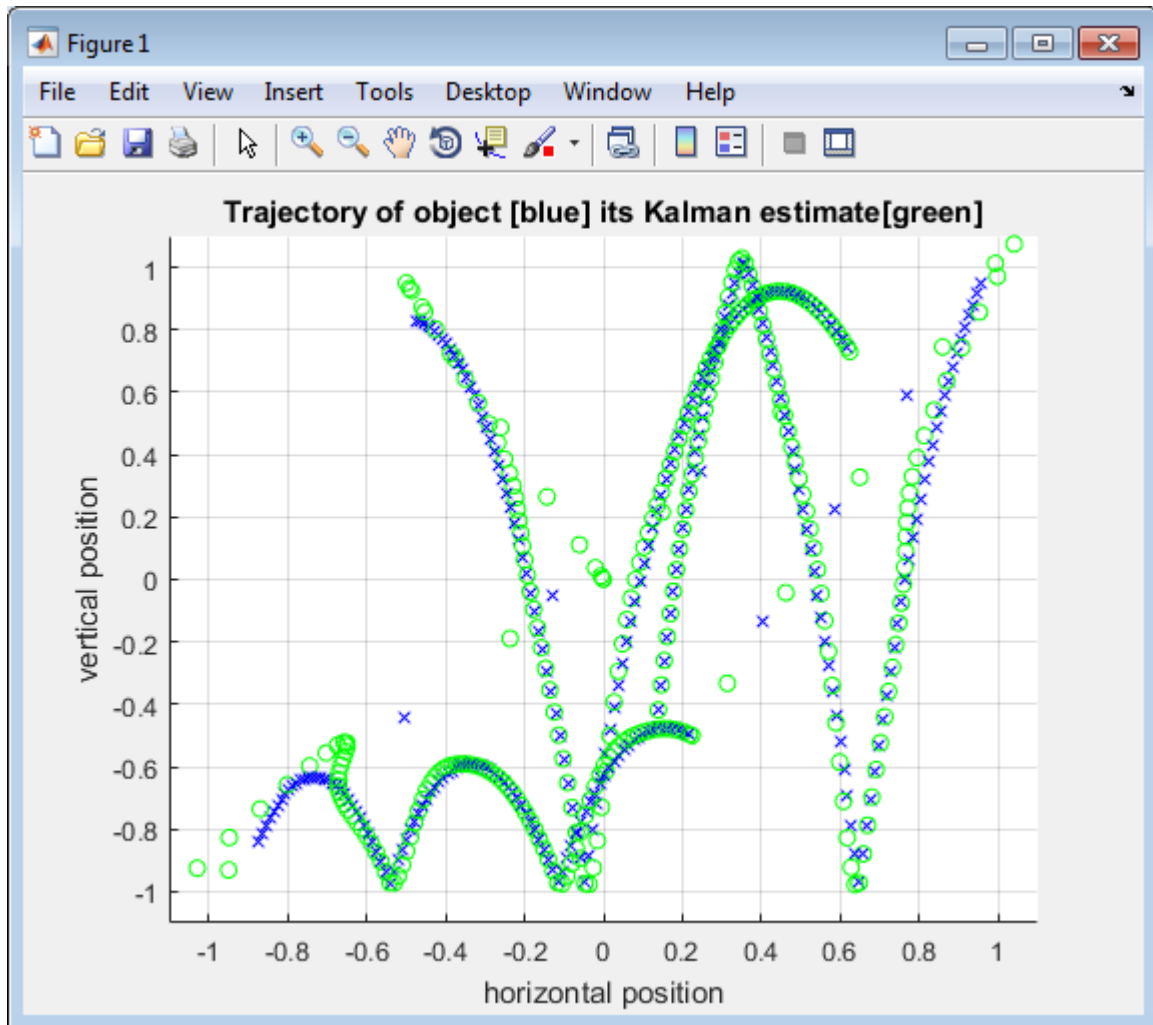 Figure 1
File Edit View Insert Tools Desktop Window Help
Trajectory of object [blue] its Kalman estimate[green]
vertical position
1
0.8
0.6
0.4
0.2
0
-0.2
-0.4
-0.6
-0.8
-1
-1 -0.8 -0.6 -0.4 -0.2 0 0.2 0.4 0.6 0.8 1
horizontal position